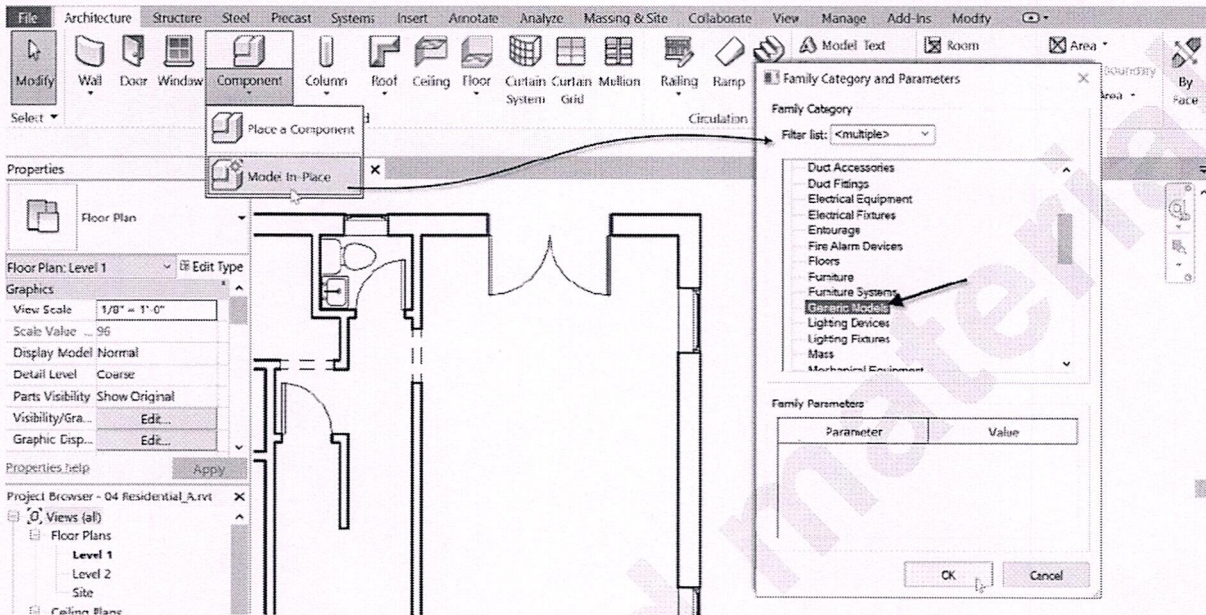 File Architecture Structure Steel Precast Systems Insert Annotate Analyze Massing & Site Collaborate View Manage Add-Ins Modify
Modify Wall Door Window Component Column Roof Ceiling Floor Curtain System Curtain Grid Mullion Railing Ramp
Model Text Room Area
By Face
Select
Circulation
Place a Component
Model In-Place
Properties
Floor Plan
Floor Plan: Level 1 Edit Type
Graphics
View Scale 1/8" = 1'-0"
Scale Value ... 96
Display Model Normal
Detail Level Coarse
Parts Visibility Show Original
Visibility/Gra... Edit...
Graphic Disp... Edit...
Properties help Apply
Project Browser - 04 Residential_A.rvt
Views (all)
Floor Plans
Level 1
Level 2
Site
Ceiling Plans
Family Category and Parameters
Family Category
Filter list: <multiple>
Duct Accessories
Duct Fittings
Electrical Equipment
Electrical Fixtures
Entourage
Fire Alarm Devices
Floors
Furniture
Furniture Systems
Generic Models
Lighting Devices
Lighting Fixtures
Mass
Mechanical Equipment
Family Parameters
Parameter Value
OK Cancel
material